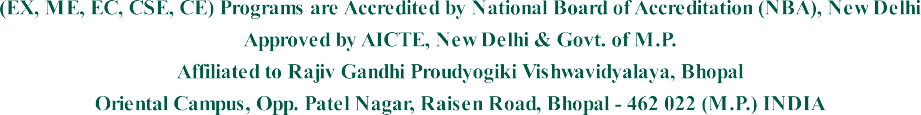 (EX, ME, EC, CSE, CE) Programs are Accredited by National Board of Accreditation (NBA), New Delhi
Approved by AICTE, New Delhi & Govt. of M.P.
Affiliated to Rajiv Gandhi Proudyogiki Vishwavidyalaya, Bhopal
Oriental Campus, Opp. Patel Nagar, Raisen Road, Bhopal - 462 022 (M.P.) INDIA